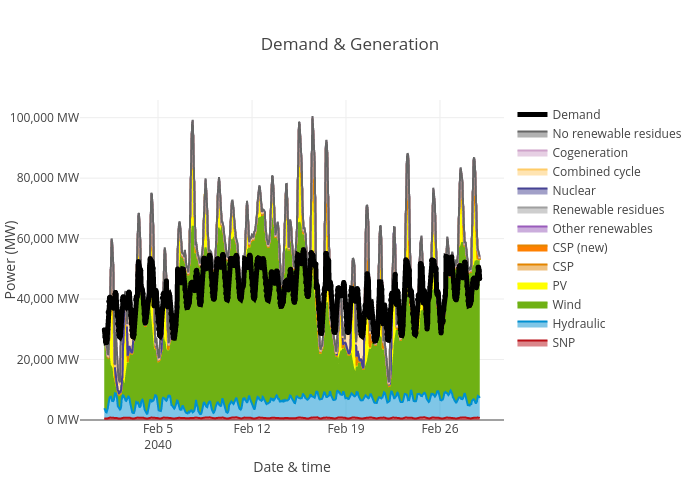 Demand & Generation
100,000 MW
80,000 MW
60,000 MW
40,000 MW
20,000 MW
0 MW
Power (MW)
Feb 5
2040
Feb 12
Feb 19
Feb 26
Date & time
Demand
No renewable residues
Cogeneration
Combined cycle
Nuclear
Renewable residues
Other renewables
CSP (new)
CSP
PV
Wind
Hydraulic
SNP